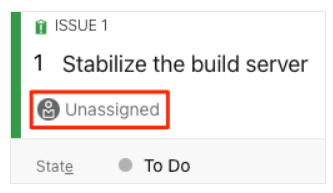 ISSUE 1
1 Stabilize the build server
Unassigned
State To Do